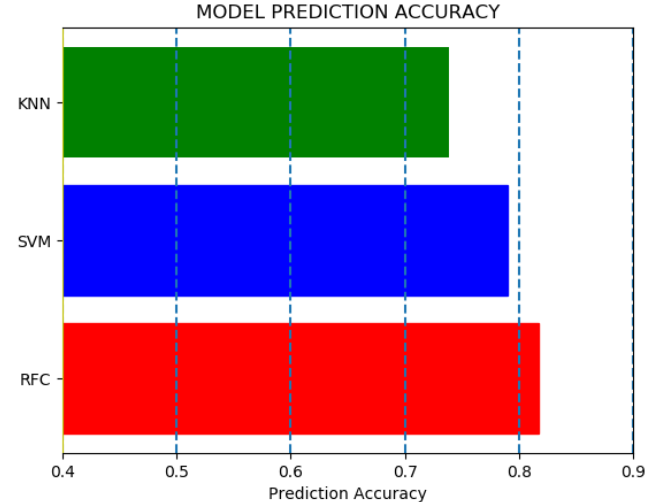 MODEL PREDICTION ACCURACY
KNN
SVM
RFC
0.4 0.5 0.6 0.7 0.8 0.9
Prediction Accuracy